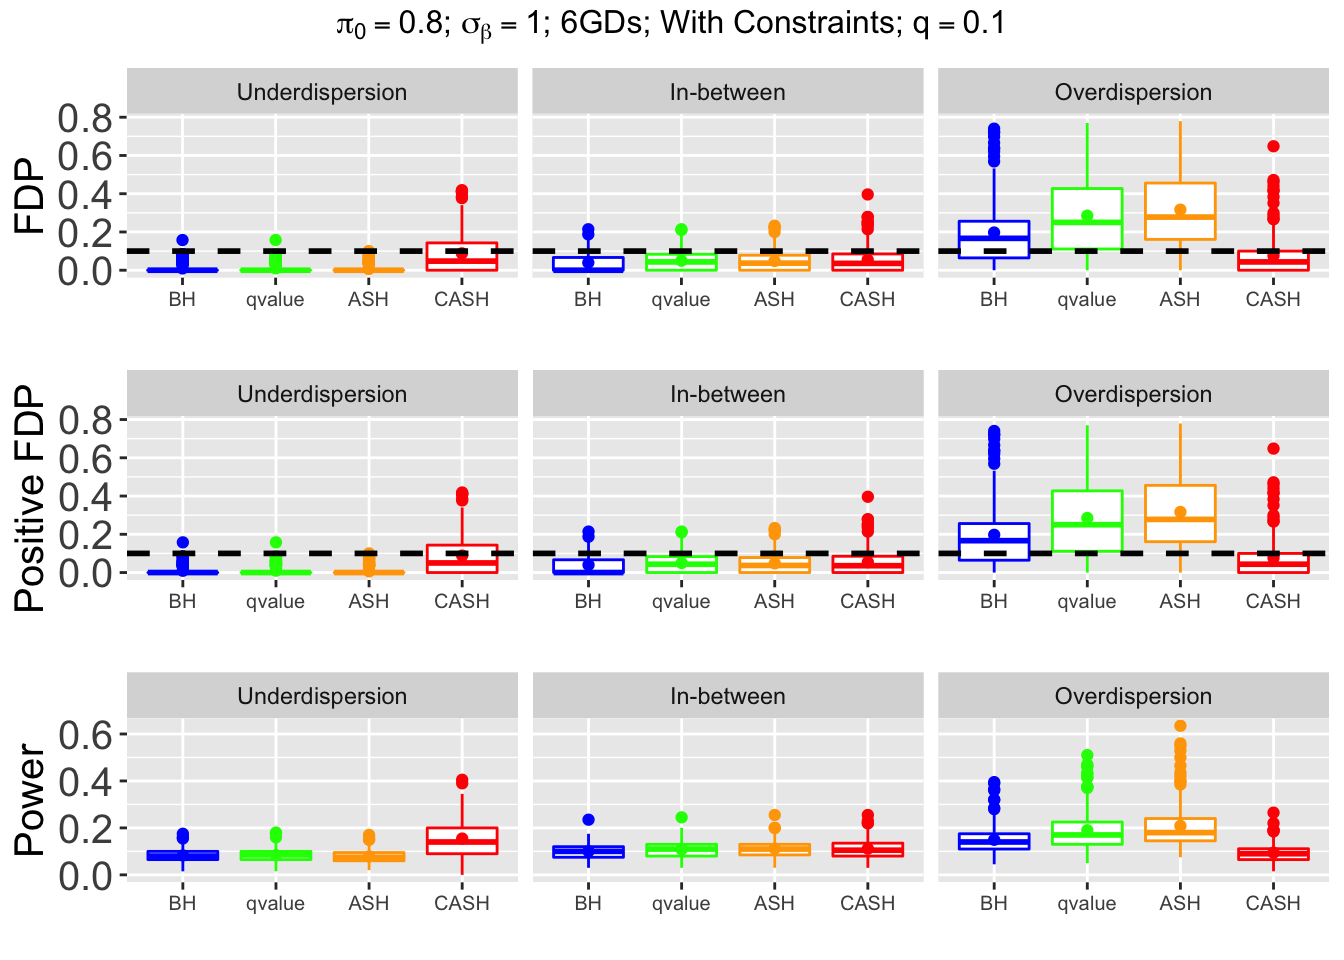 π0 = 0.8; σβ = 1; 6GDs; With Constraints; q = 0.1
Underdispersion In-between Overdispersion
FDP
0.8
0.6
0.4
0.2
0.0
BH qvalue ASH CASH BH qvalue ASH CASH BH qvalue ASH CASH
Underdispersion In-between Overdispersion
Positive FDP
0.8
0.6
0.4
0.2
0.0
BH qvalue ASH CASH BH qvalue ASH CASH BH qvalue ASH CASH
Underdispersion In-between Overdispersion
Power
0.6
0.4
0.2
0.0
BH qvalue ASH CASH BH qvalue ASH CASH BH qvalue ASH CASH